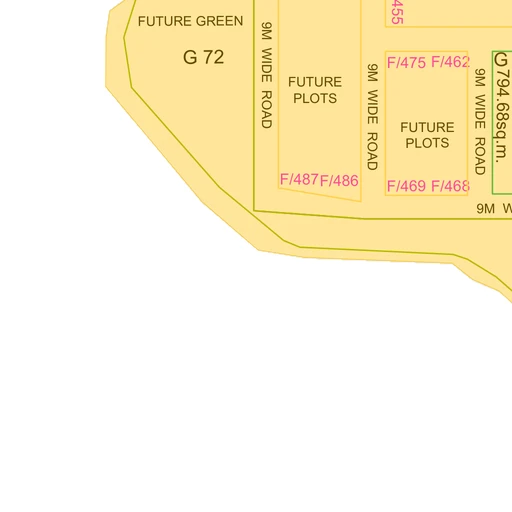 FUTURE GREEN
G 72
9M WIDE ROAD
FUTURE
PLOTS
F/487
F/486
9M WIDE ROAD
455
F/475 F/462
FUTURE
PLOTS
F/469 F/468
9M WIDE ROAD
G
794.68sq.m.
9M